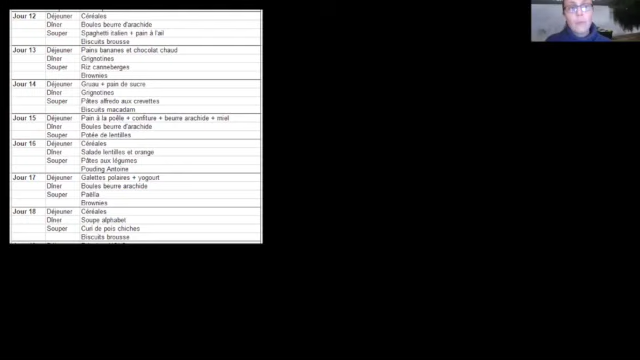 Jour 12 Déjeuner Céréales
Dîner Boules beurre d'arachide
Souper Spaghetti italien + pain à l'ail
Biscuits brousse
Jour 13 Déjeuner Pains bananes et chocolat chaud
Dîner Grignotines
Souper Riz canneberges
Brownies
Jour 14 Déjeuner Gruau + pain de sucre
Dîner Grignotines
Souper Pâtes alfredo aux crevettes
Biscuits macadam
Jour 15 Déjeuner Pain à la poêle + confiture + beurre arachide + miel
Dîner Boules beurre d'arachide
Souper Potée de lentilles
Jour 16 Déjeuner Céréales
Dîner Salade lentilles et orange
Souper Pâtes aux légumes
Pouding Antoine
Jour 17 Déjeuner Galettes polaires + yogourt
Dîner Boules beurre arachide
Souper Paëlla
Brownies
Jour 18 Déjeuner Céréales
Dîner Soupe alphabet
Souper Curi de pois chiches
Biscuits brousse